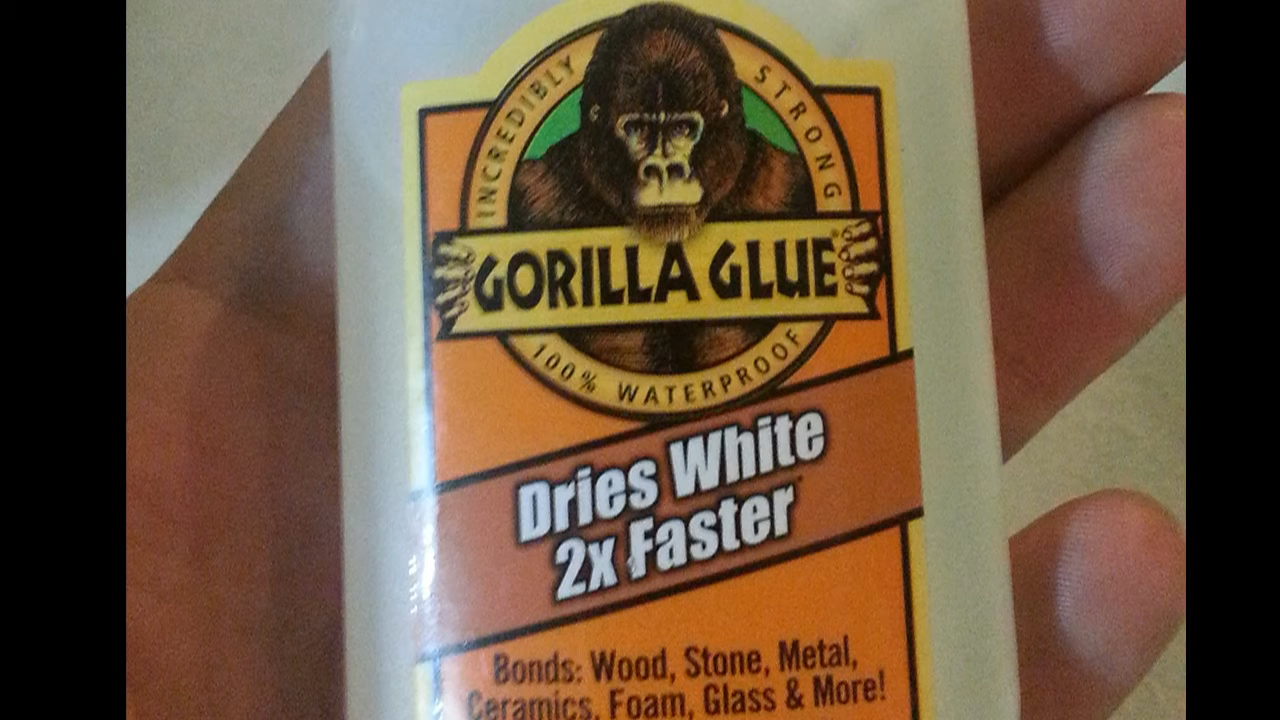 INCREDIBLY STRONG
GORILLA GLUE®
100% WATERPROOF
Dries White
2x Faster
Bonds: Wood, Stone, Metal,
Ceramics, Foam, Glass & More!